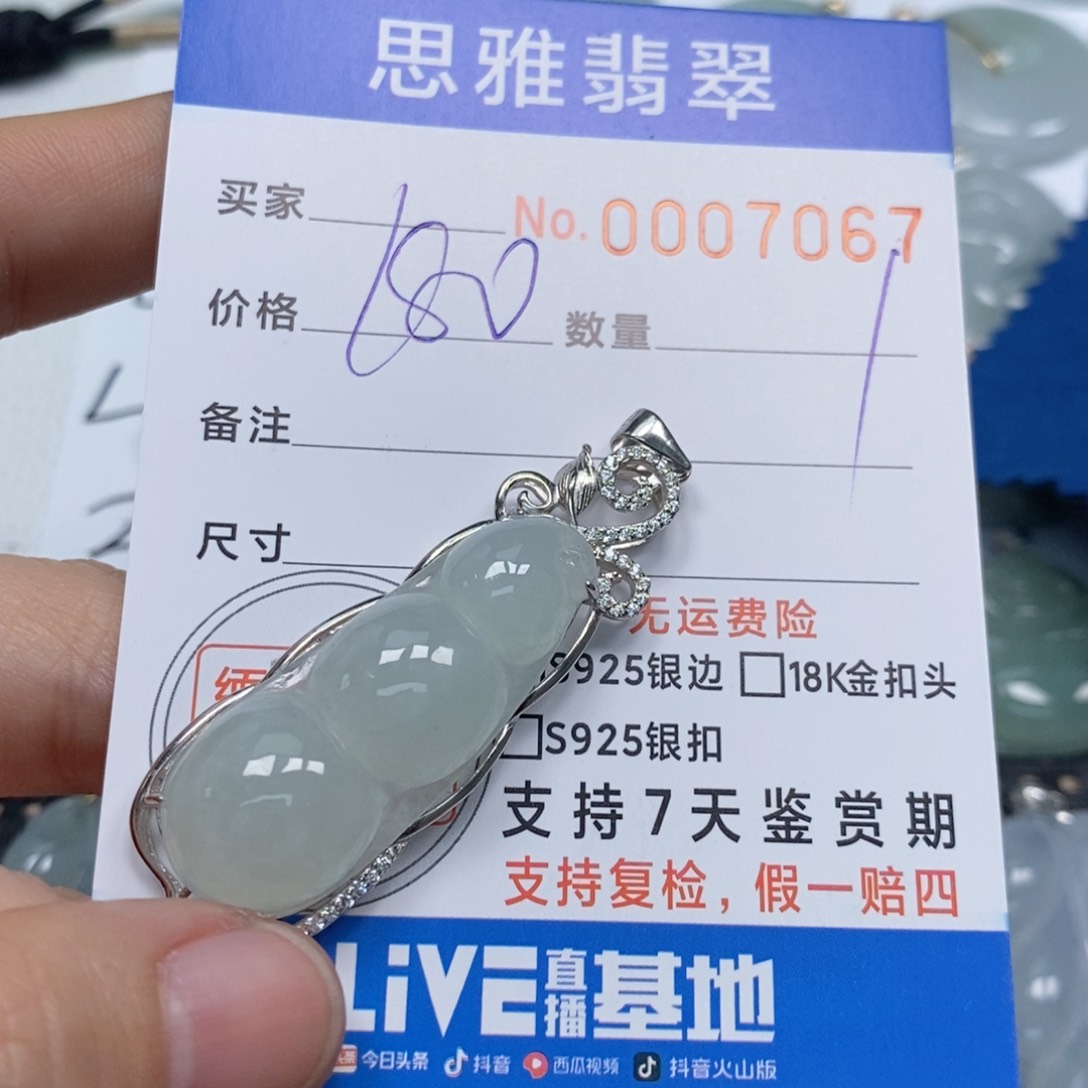 思雅翡翠
买家 No.0007067
价格 180 数量 1
备注
尺寸
无运费险
缅
S925银边 □18K金扣头
□S925银扣
支持7天鉴赏期
支持复检，假一赔四
LiVE直播基地
今日头条 抖音 西瓜视频 抖音火山版